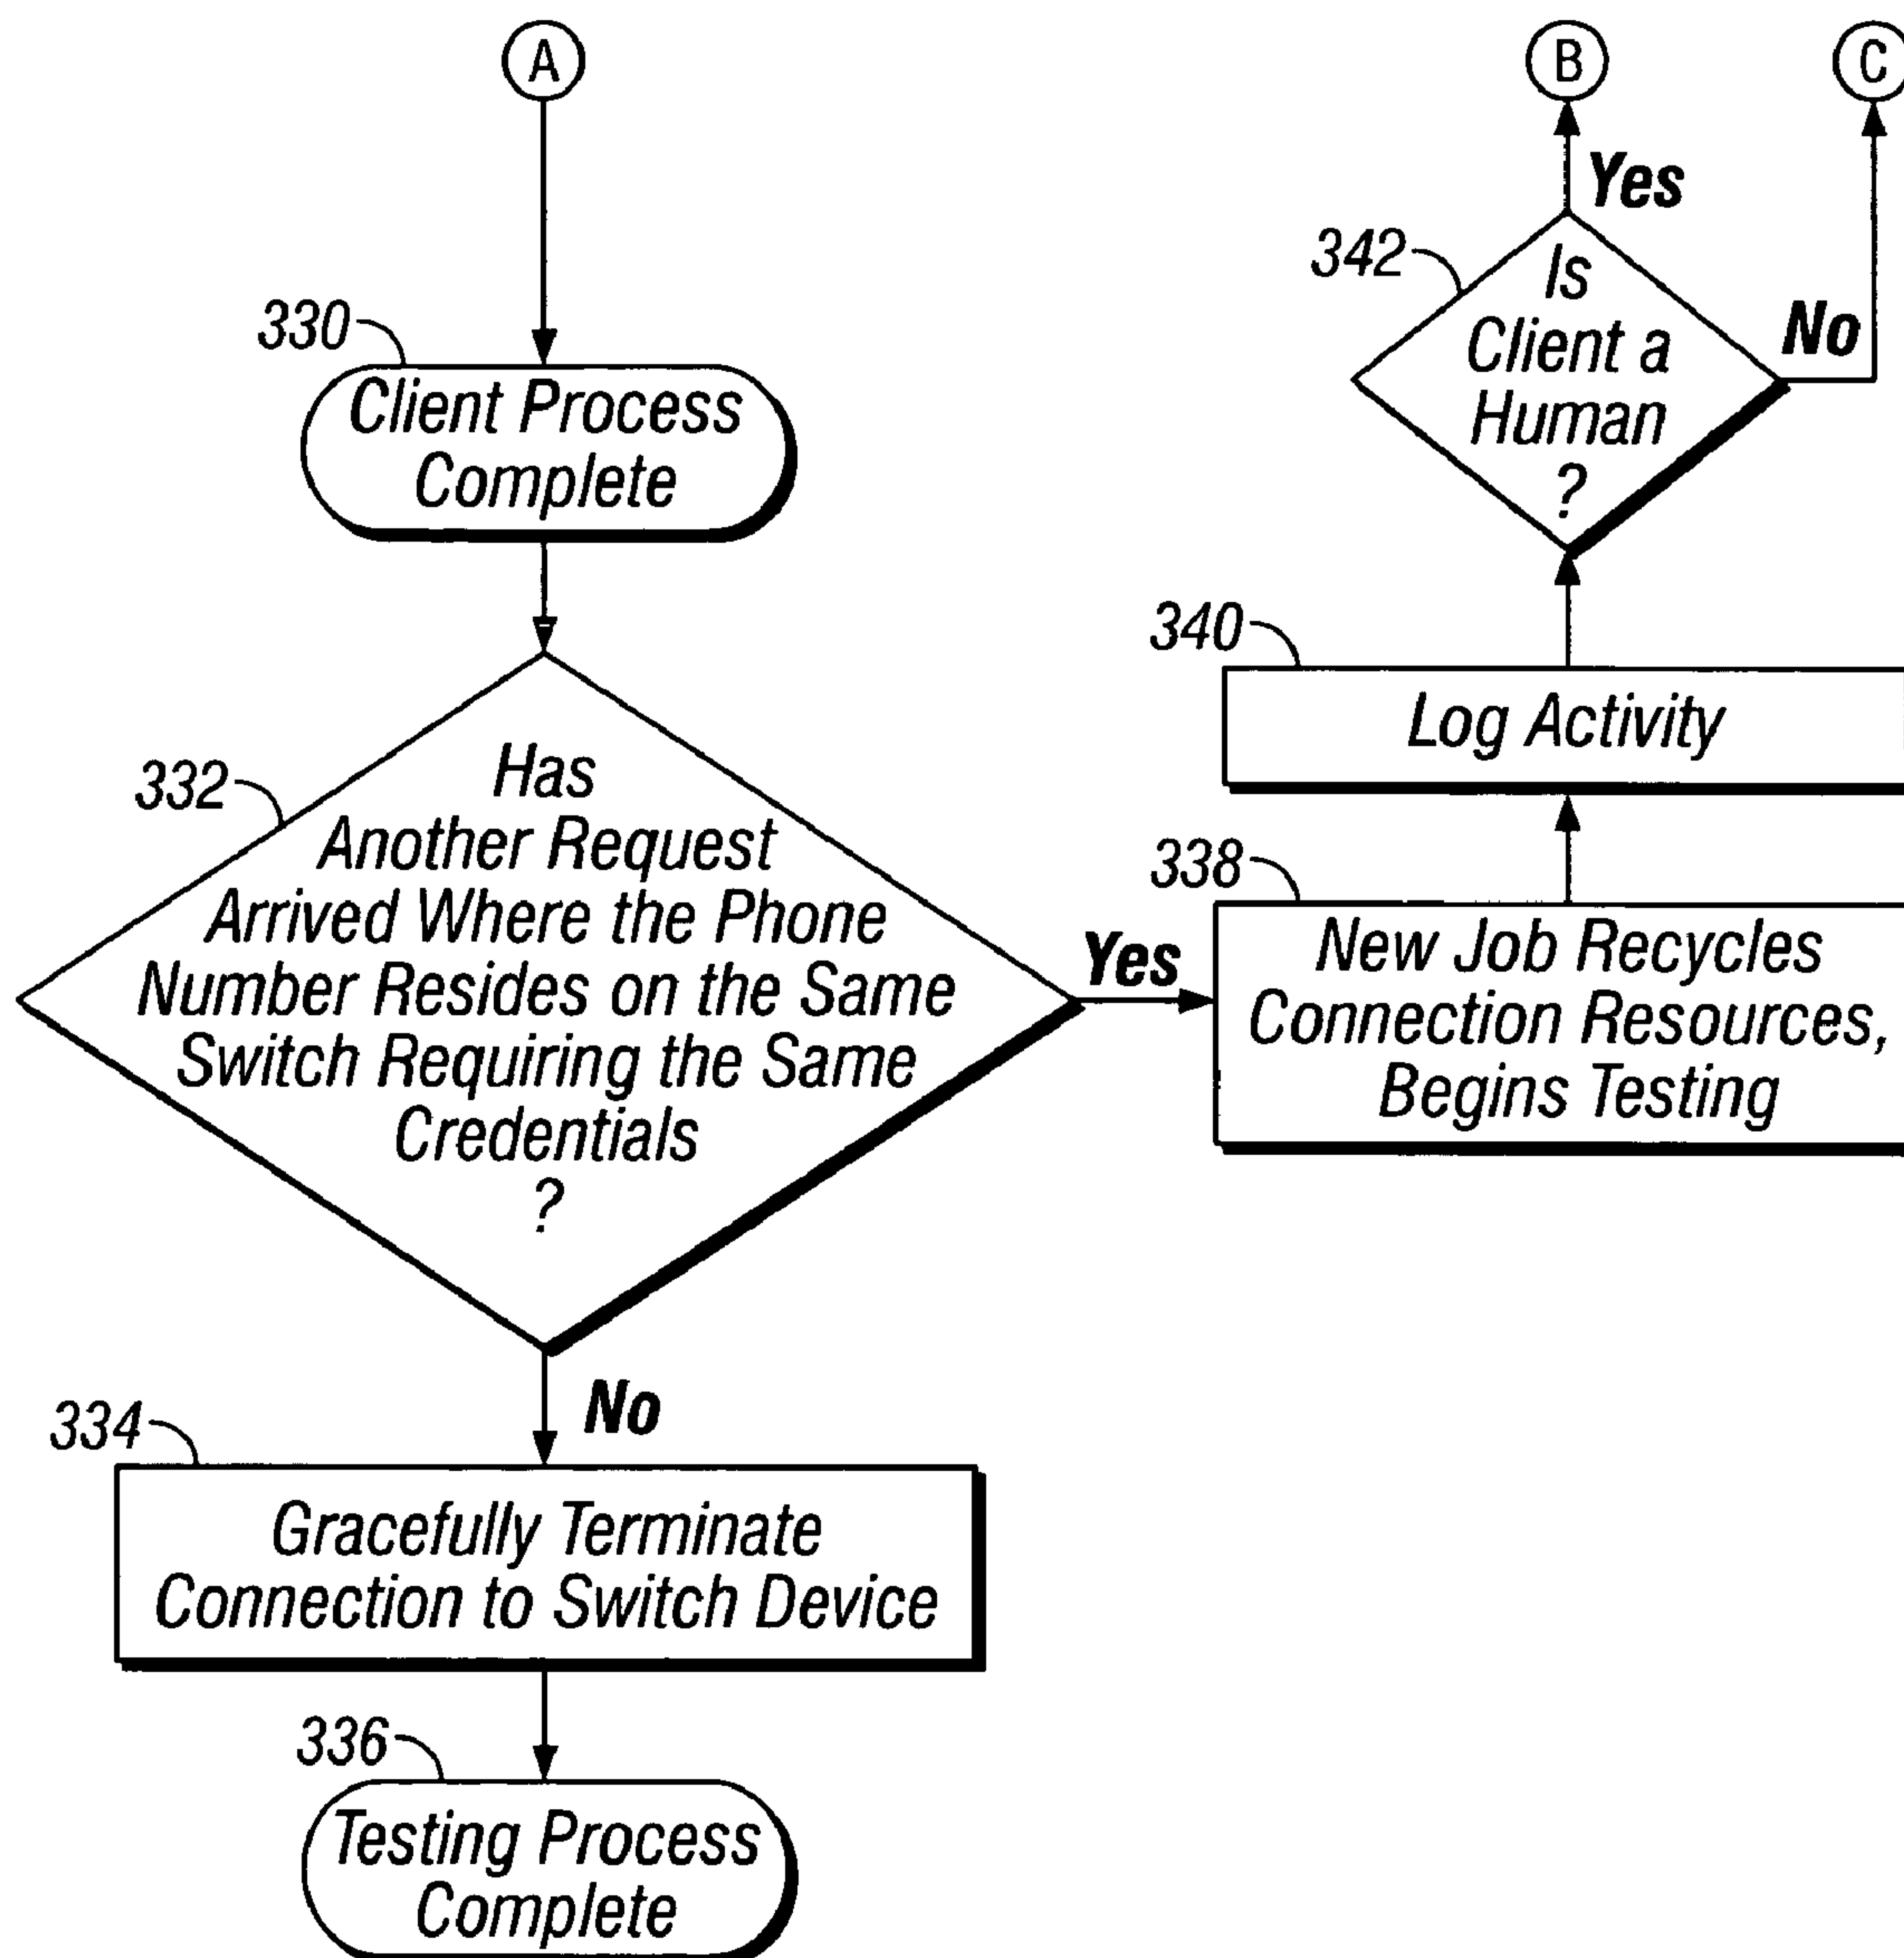 A
330
Client Process
Complete
332
Has
Another Request
Arrived Where the Phone
Number Resides on the Same
Switch Requiring the Same
Credentials
?
Yes
No
334
Gracefully Terminate
Connection to Switch Device
336
Testing Process
Complete
338
New Job Recycles
Connection Resources,
Begins Testing
340
Log Activity
342
Is
Client a
Human
?
Yes
B
No
C